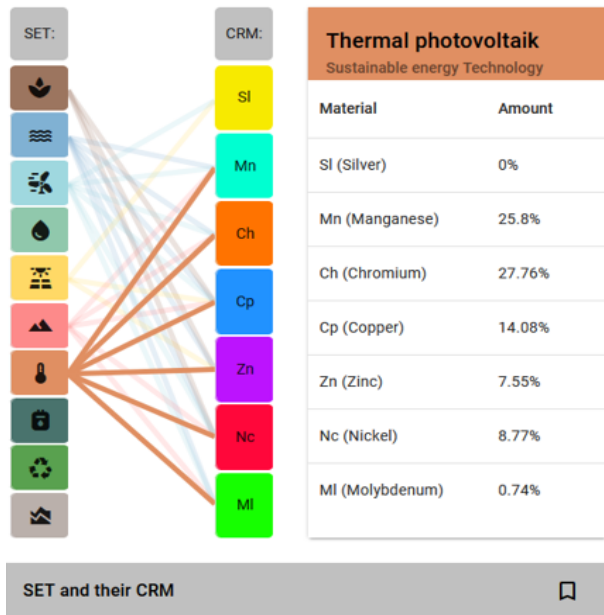 SET:
CRM:
Sl
Mn
Ch
Cp
Zn
Nc
Ml
Thermal photovoltaik
Sustainable energy Technology
Material Amount
Sl (Silver) 0%
Mn (Manganese) 25.8%
Ch (Chromium) 27.76%
Cp (Copper) 14.08%
Zn (Zinc) 7.55%
Nc (Nickel) 8.77%
Ml (Molybdenum) 0.74%
SET and their CRM